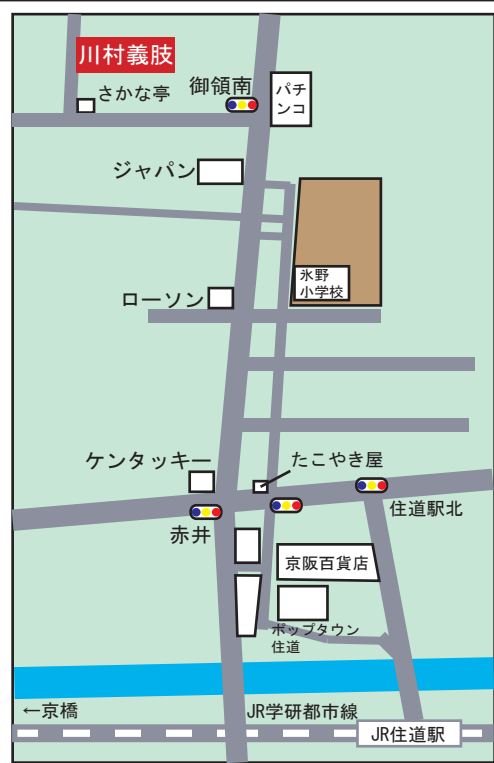 川村義肢
さかな亭
御領南
パチ
ンコ
ジャパン
氷野
小学校
ローソン
ケンタッキー
たこやき屋
赤井
住道駅北
京阪百貨店
ポップタウン
住道
←京橋
JR学研都市線
JR住道駅